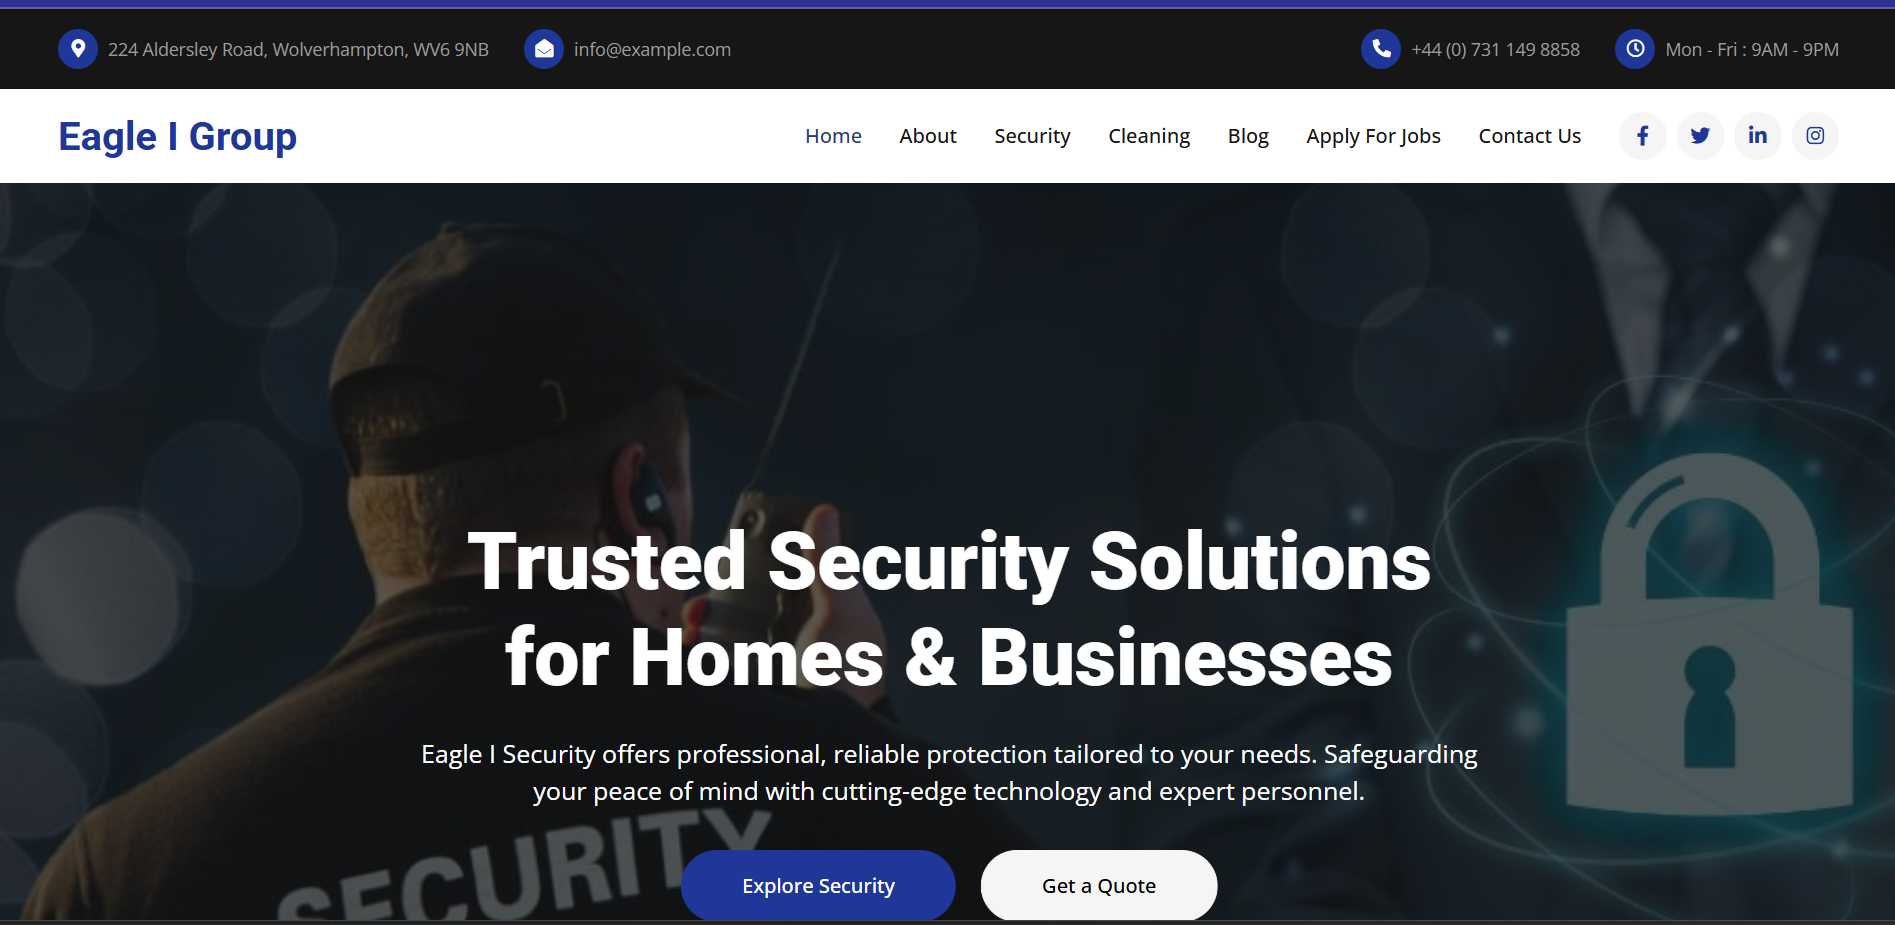 224 Aldersley Road, Wolverhampton, WV6 9NB
info@example.com
+44 (0) 731 149 8858
Mon - Fri : 9AM - 9PM
Eagle I Group
Home
About
Security
Cleaning
Blog
Apply For Jobs
Contact Us
Trusted Security Solutions
for Homes & Businesses
Eagle I Security offers professional, reliable protection tailored to your needs. Safeguarding
your peace of mind with cutting-edge technology and expert personnel.
SECURITY
Explore Security
Get a Quote